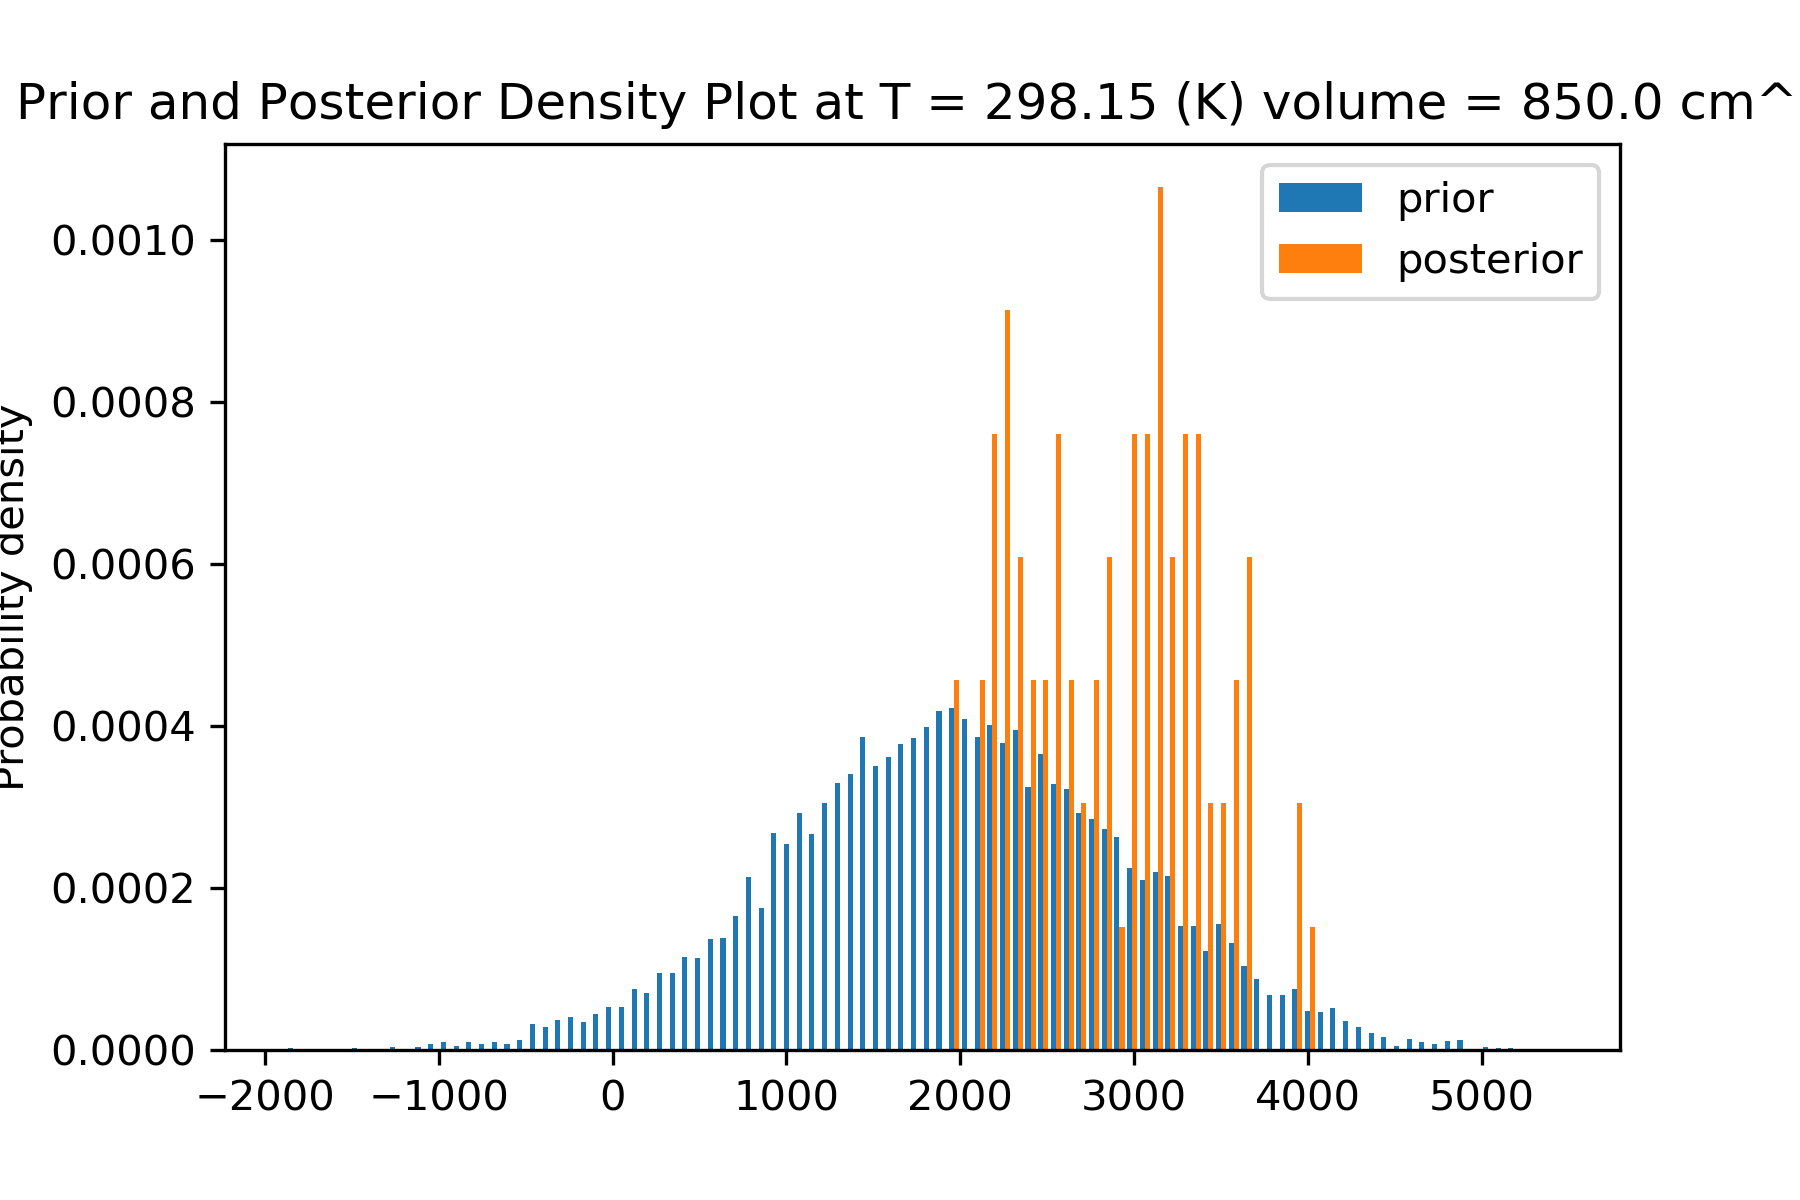 Prior and Posterior Density Plot at T = 298.15 (K) volume = 850.0 cm^
prior
posterior
Probability density
0.0010
0.0008
0.0006
0.0004
0.0002
0.0000
−2000 −1000 0 1000 2000 3000 4000 5000